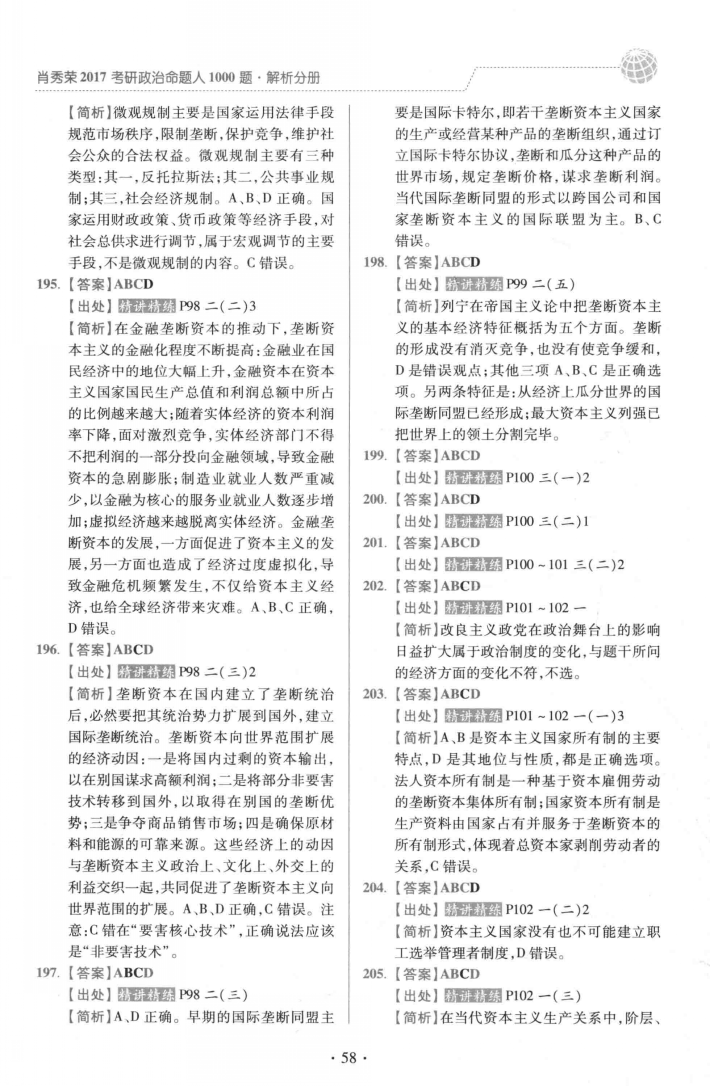 肖秀荣2017考研政治命题人1000题·解析分册
【简析】微观规制主要是国家运用法律手段
规范市场秩序,限制垄断,保护竞争,维护社
会公众的合法权益。微观规制主要有三种
类型:其一,反托拉斯法;其二,公共事业规
制;其三,社会经济规制。A、B、D正确。国
家运用财政政策、货币政策等经济手段,对
社会总供求进行调节,属于宏观调节的主要
手段,不是微观规制的内容。C错误。
195.【答案】ABCD
【出处】精讲精练P98 二(二)3
【简析】在金融垄断资本的推动下,垄断资
本主义的金融化程度不断提高:金融业在国
民经济中的地位大幅上升,金融资本在资本
主义国家国民生产总值和利润总额中所占
的比例越来越大;随着实体经济的资本利润
率下降,面对激烈竞争,实体经济部门不得
不把利润的一部分投向金融领域,导致金融
资本的急剧膨胀;制造业就业人数严重减
少,以金融为核心的服务业就业人数逐步增
加;虚拟经济越来越脱离实体经济。金融垄
断资本的发展,一方面促进了资本主义的发
展,另一方面也造成了经济过度虚拟化,导
致金融危机频繁发生,不仅给资本主义经
济,也给全球经济带来灾难。A、B、C正确,
D错误。
196.【答案】ABCD
【出处】精讲精练P98 二(三)2
【简析】垄断资本在国内建立了垄断统治
后,必然要把其统治势力扩展到国外,建立
国际垄断统治。垄断资本向世界范围扩展
的经济动因:一是将国内过剩的资本输出,
以在别国谋求高额利润;二是将部分非要害
技术转移到国外,以取得在别国的垄断优
势;三是争夺商品销售市场;四是确保原材
料和能源的可靠来源。这些经济上的动因
与垄断资本主义政治上、文化上、外交上的
利益交织一起,共同促进了垄断资本主义向
世界范围的扩展。A、B、D正确,C错误。注
意:C错在“要害核心技术”,正确说法应该
是“非要害技术”。
197.【答案】ABCD
【出处】精讲精练P98 二(三)
【简析】A、D正确。早期的国际垄断同盟主
要是国际卡特尔,即若干垄断资本主义国家
的生产或经营某种产品的垄断组织,通过订
立国际卡特尔协议,垄断和瓜分这种产品的
世界市场,规定垄断价格,谋求垄断利润。
当代国际垄断同盟的形式以跨国公司和国
家垄断资本主义的国际联盟为主。B、C
错误。
198.【答案】ABCD
【出处】精讲精练P99 二(五)
【简析】列宁在帝国主义论中把垄断资本主
义的基本经济特征概括为五个方面。垄断
的形成没有消灭竞争,也没有使竞争缓和,
D是错误观点;其他三项A、B、C是正确选
项。另两条特征是:从经济上瓜分世界的国
际垄断同盟已经形成;最大资本主义列强已
把世界上的领土分割完毕。
199.【答案】ABCD
【出处】精讲精练P100 三(一)2
200.【答案】ABCD
【出处】精讲精练P100 三(二)1
201.【答案】ABCD
【出处】精讲精练P100~101 三(二)2
202.【答案】ABCD
【出处】精讲精练P101~102 一
【简析】改良主义政党在政治舞台上的影响
日益扩大属于政治制度的变化,与题干所问
的经济方面的变化不符,不选。
203.【答案】ABCD
【出处】精讲精练P101~102 一(一)3
【简析】A、B是资本主义国家所有制的主要
特点,D是其地位与性质,都是正确选项。
法人资本所有制是一种基于资本雇佣劳动
的垄断资本集体所有制;国家资本所有制是
生产资料由国家占有并服务于垄断资本的
所有制形式,体现着总资本家剥削劳动者的
关系,C错误。
204.【答案】ABCD
【出处】精讲精练P102 一(二)2
【简析】资本主义国家没有也不可能建立职
工选举管理者制度,D错误。
205.【答案】ABCD
【出处】精讲精练P102 一(三)
【简析】在当代资本主义生产关系中,阶层、
·58·